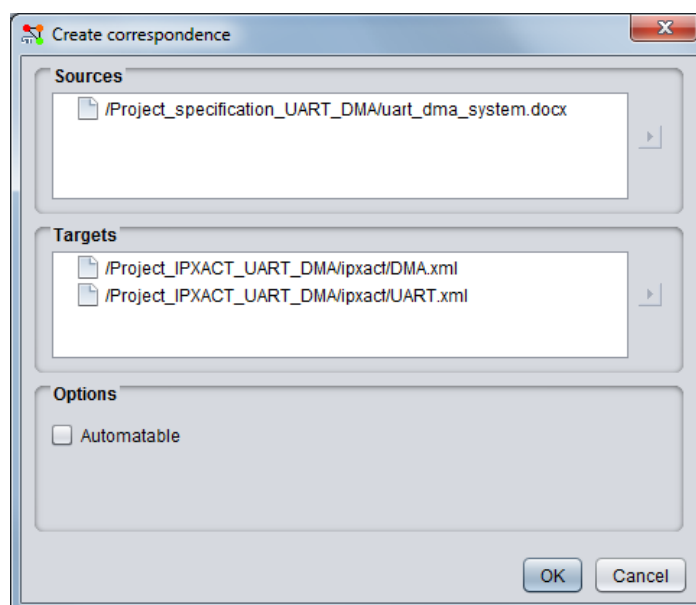 Create correspondence
Sources
/Project_specification_UART_DMA/uart_dma_system.docx
Targets
/Project_IPXACT_UART_DMA/ipxact/DMA.xml
/Project_IPXACT_UART_DMA/ipxact/UART.xml
Options
Automatable
OK Cancel